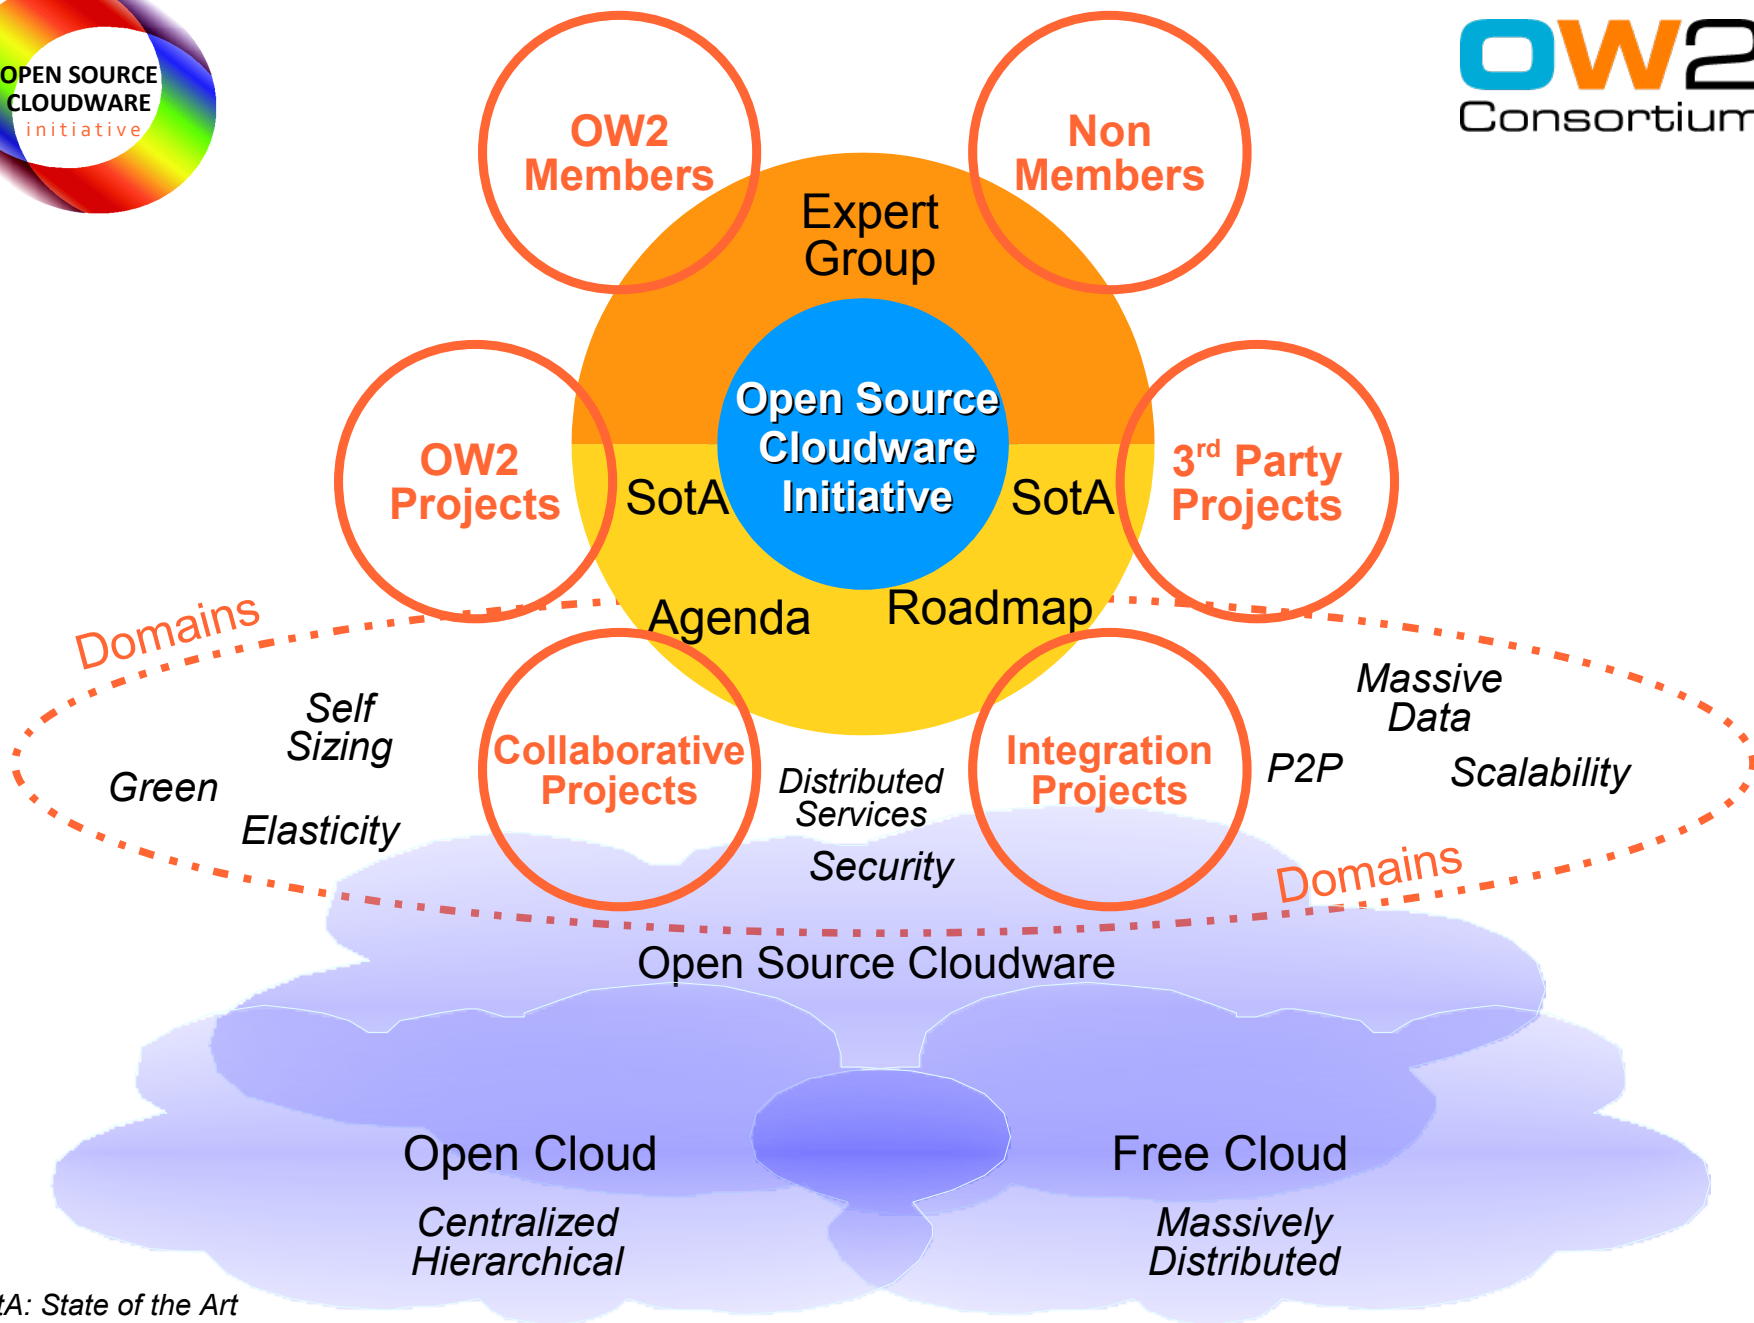 OPEN SOURCE
CLOUDWARE
initiative
OW2
Consortium
OW2
Members
Non
Members
Expert
Group
Open Source
Cloudware
Initiative
OW2
Projects
SotA
SotA
3rd Party
Projects
Agenda
Roadmap
Domains
Self
Sizing
Green
Elasticity
Collaborative
Projects
Distributed
Services
Security
Integration
Projects
Massive
Data
P2P
Scalability
Domains
Open Source Cloudware
Open Cloud
Centralized
Hierarchical
Free Cloud
Massively
Distributed
tA: State of the Art